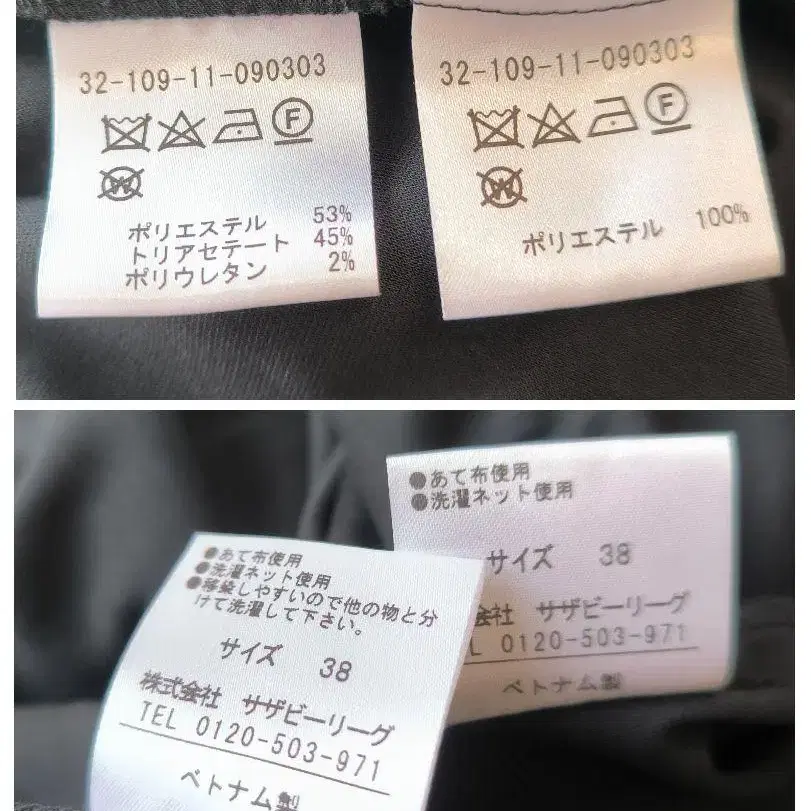 32-109-11-090303
F
W
ポリエステル 53%
トリアセテート 45%
ポリウレタン 2%
32-109-11-090303
F
W
ポリエステル 100%
●あて布使用
●洗濯ネット使用
●移染しやすいので他の物と分
けて洗濯して下さい。
サイズ 38
株式会社 サザビーリーグ
TEL 0120-503-971
ベトナム製
●あて布使用
●洗濯ネット使用
サイズ 38
会社 サザビーリーグ
L 0120-503-971
ベトナム製